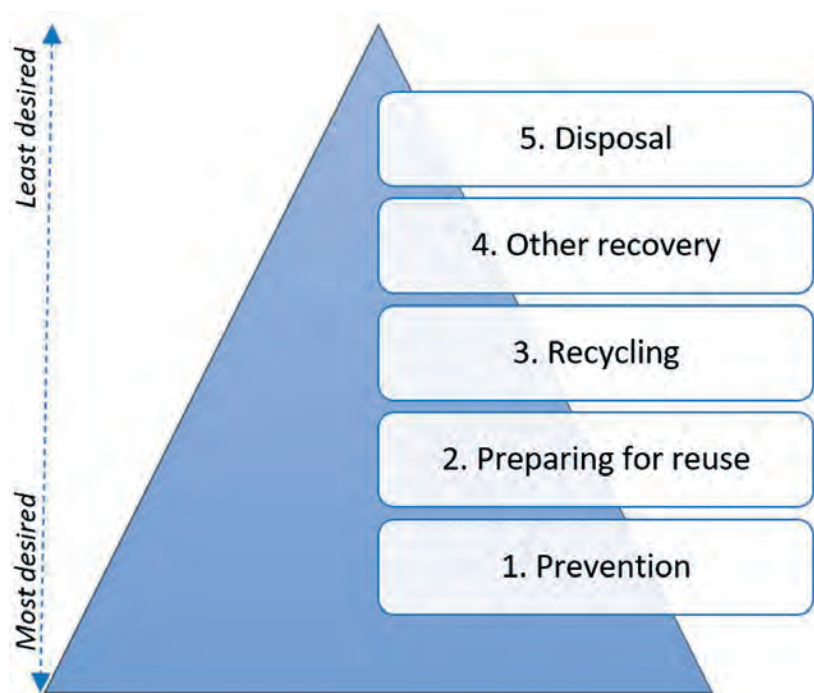 Least desired
5. Disposal
4. Other recovery
3. Recycling
2. Preparing for reuse
1. Prevention
Most desired